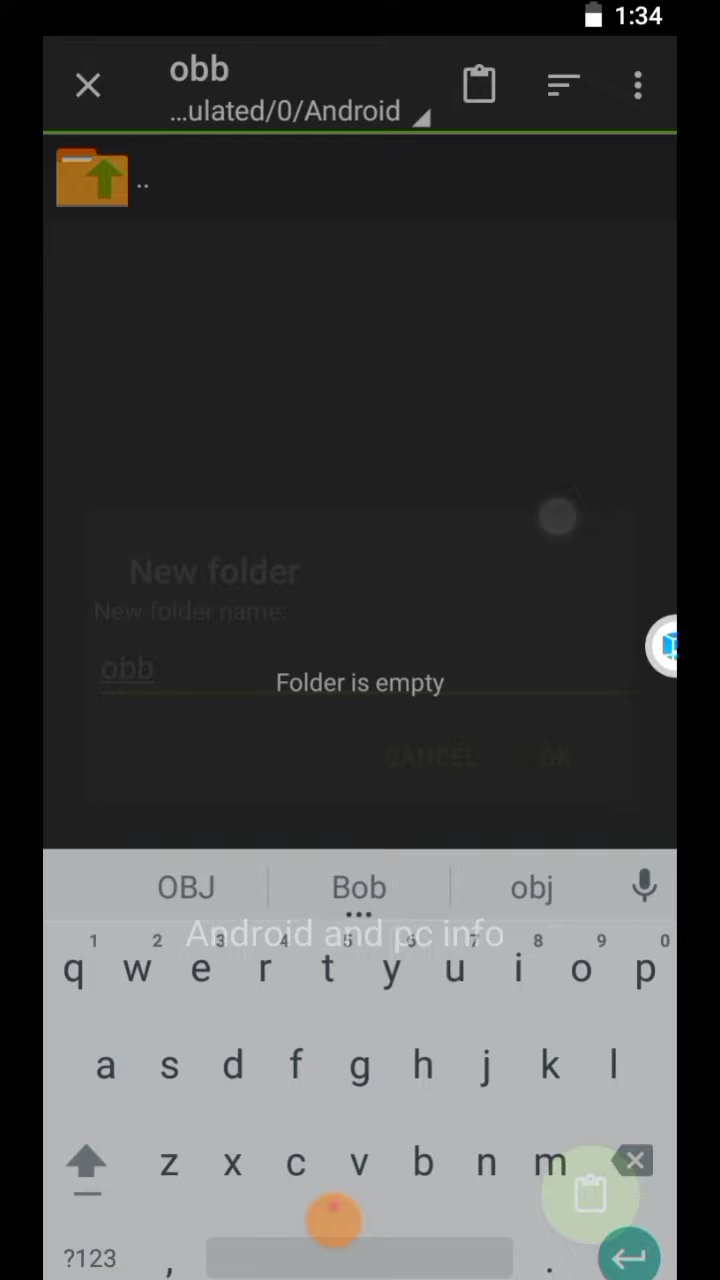 1:34
obb
...ulated/0/Android
..
New folder
New folder name:
obb
Folder is empty
CANCEL OK
OBJ Bob obj
Android and pc info
1 2 3 4 5 6 7 8 9 0
q w e r t y u i o p
a s d f g h j k l
z x c v b n m
?123 , .